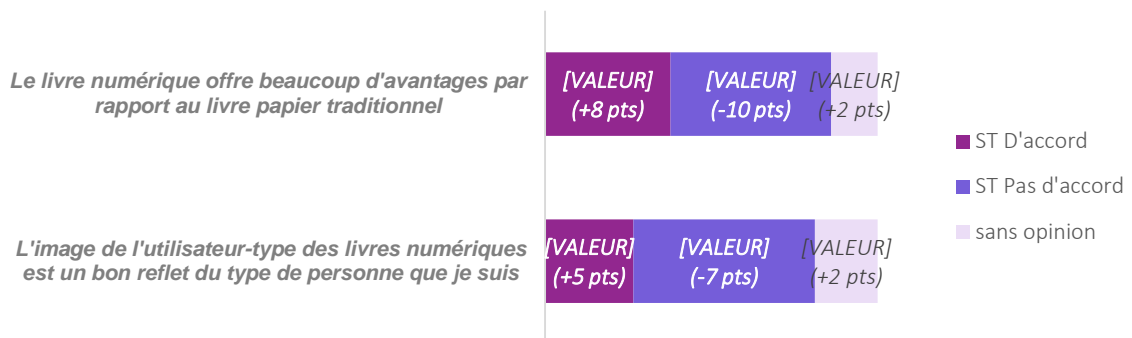 Le livre numérique offre beaucoup d'avantages par
rapport au livre papier traditionnel
[VALEUR]
(+8 pts)
[VALEUR]
(-10 pts)
[VALEUR]
(+2 pts)
L'image de l'utilisateur-type des livres numériques
est un bon reflet du type de personne que je suis
[VALEUR]
(+5 pts)
[VALEUR]
(-7 pts)
[VALEUR]
(+2 pts)
ST D'accord
ST Pas d'accord
sans opinion